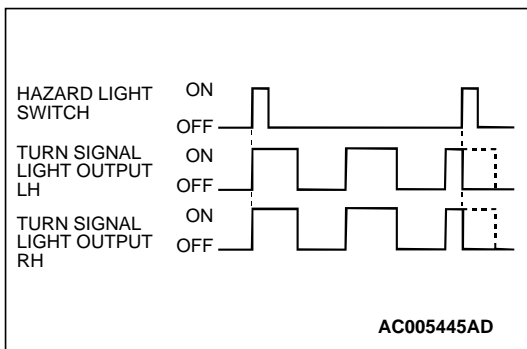 HAZARD LIGHT
SWITCH
ON
OFF
TURN SIGNAL
LIGHT OUTPUT
LH
ON
OFF
TURN SIGNAL
LIGHT OUTPUT
RH
ON
OFF
AC005445AD